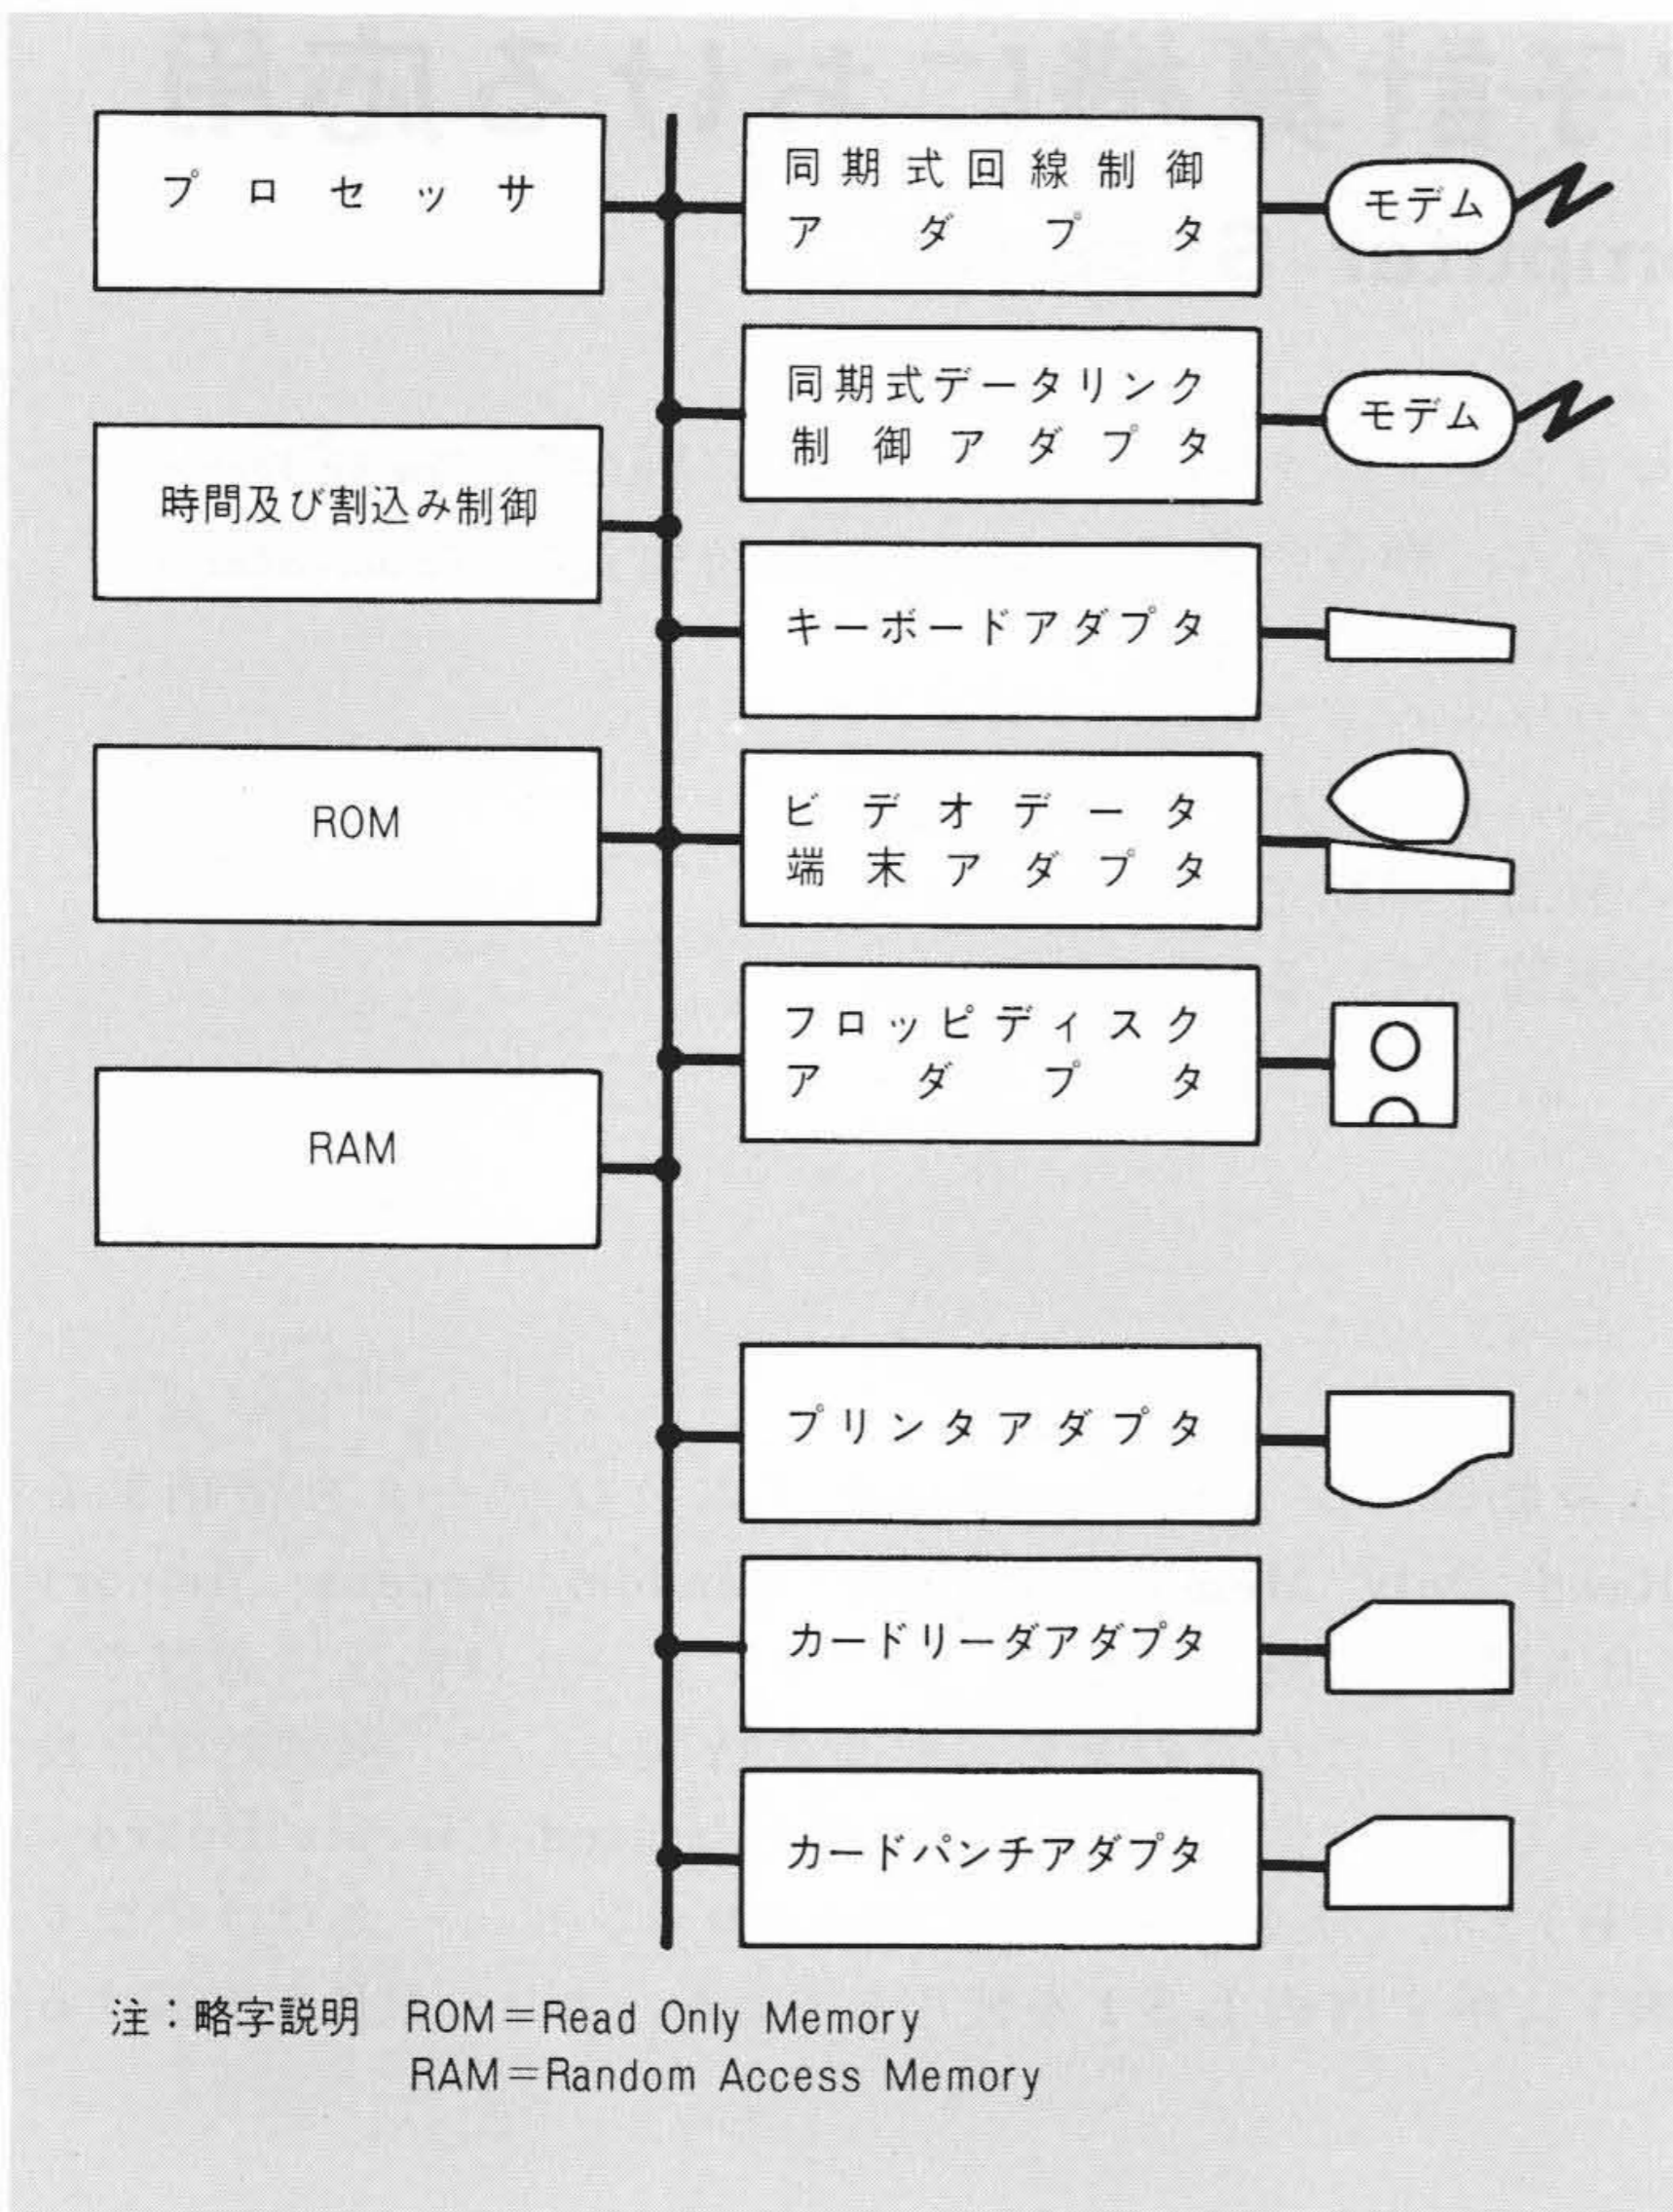 プロセッサ
時間及び割込み制御
ROM
RAM
同期式回線制御
アダプタ
モデム
同期式データリンク
制御アダプタ
モデム
キーボードアダプタ
ビデオデータ
端末アダプタ
フロッピディスク
アダプタ
プリンタアダプタ
カードリーダアダプタ
カードパンチアダプタ
注：略字説明 ROM＝Read Only Memory
RAM＝Random Access Memory